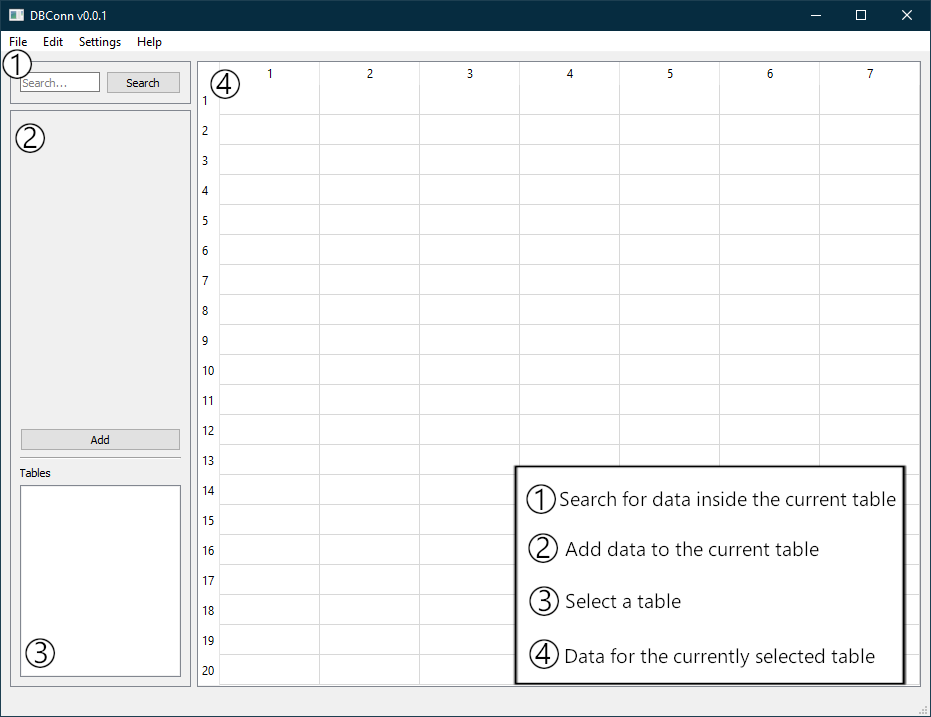 DBConn v0.0.1
File Edit Settings Help
① Search... Search
②
Add
Tables
③
④ 1 2 3 4 5 6 7
1
2
3
4
5
6
7
8
9
10
11
12
13
14
15
16
17
18
19
20
① Search for data inside the current table
② Add data to the current table
③ Select a table
④ Data for the currently selected table